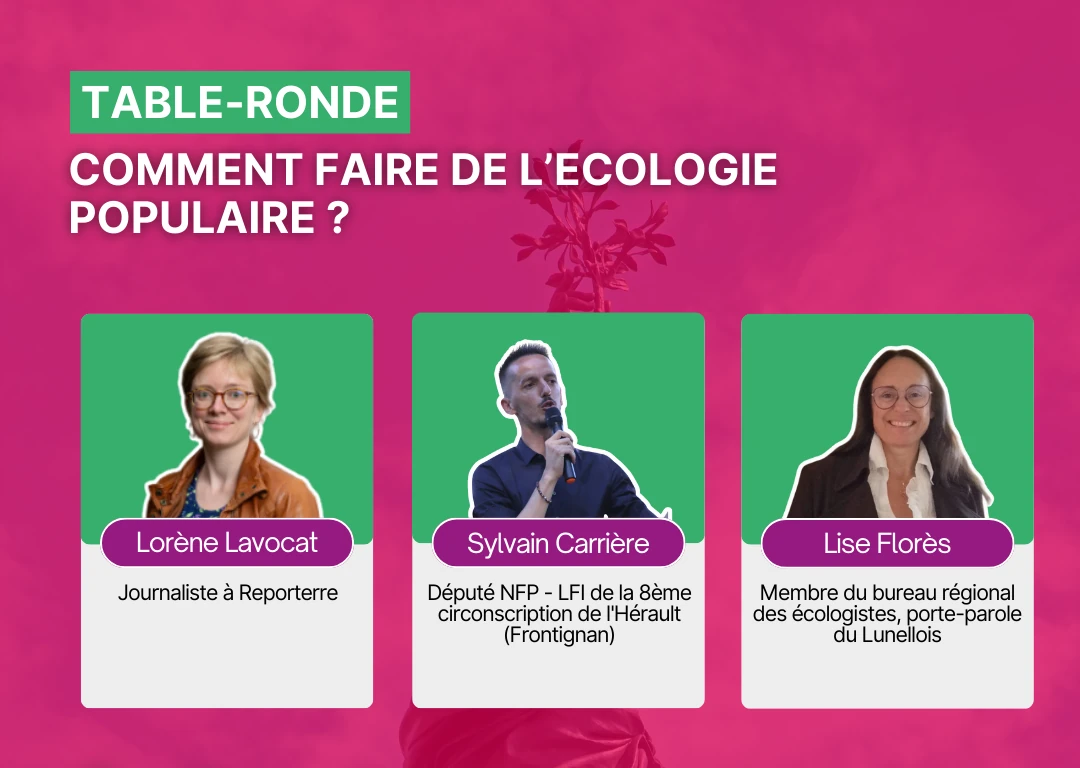 TABLE-RONDE
COMMENT FAIRE DE L’ECOLOGIE
POPULAIRE ?
Lorène Lavocat
Journaliste à Reporterre
Sylvain Carrière
Député NFP - LFI de la 8ème
circonscription de l'Hérault
(Frontignan)
Lise Florès
Membre du bureau régional
des écologistes, porte-parole
du Lunellois